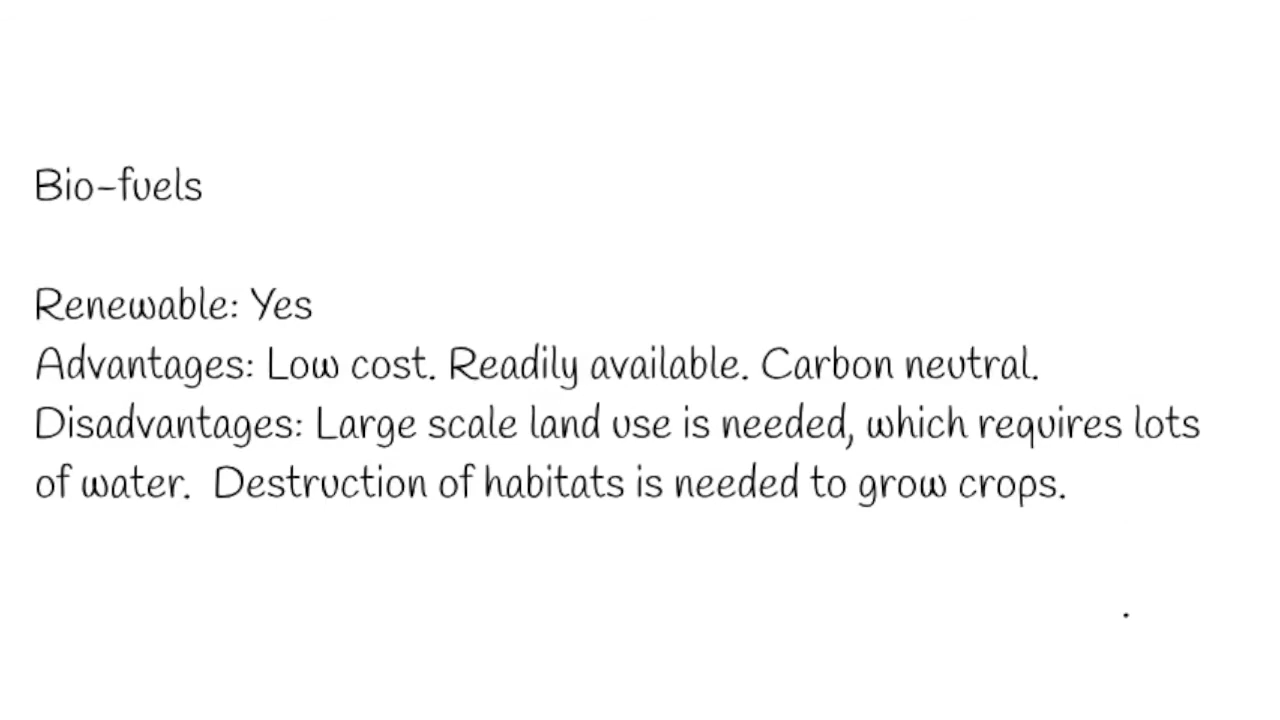 Bio-fuels
Renewable: Yes
Advantages: Low cost. Readily available. Carbon neutral.
Disadvantages: Large scale land use is needed, which requires lots
of water.  Destruction of habitats is needed to grow crops.